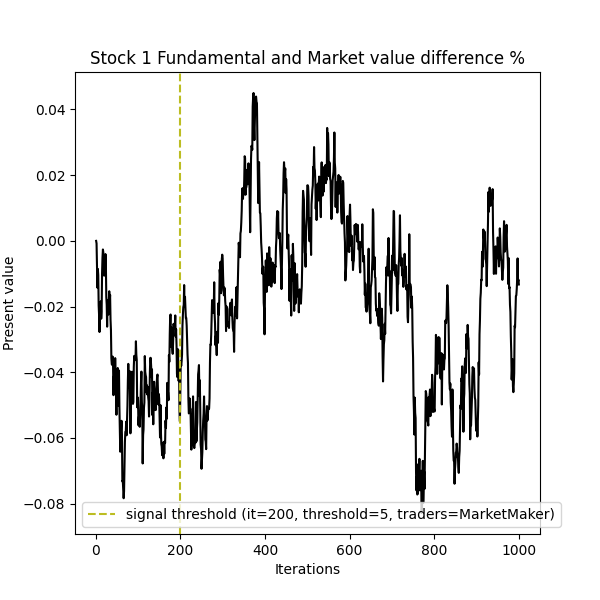 Stock 1 Fundamental and Market value difference %
0.04
0.02
0.00
−0.02
−0.04
−0.06
−0.08
Present value
signal threshold (it=200, threshold=5, traders=MarketMaker)
0 200 400 600 800 1000
Iterations